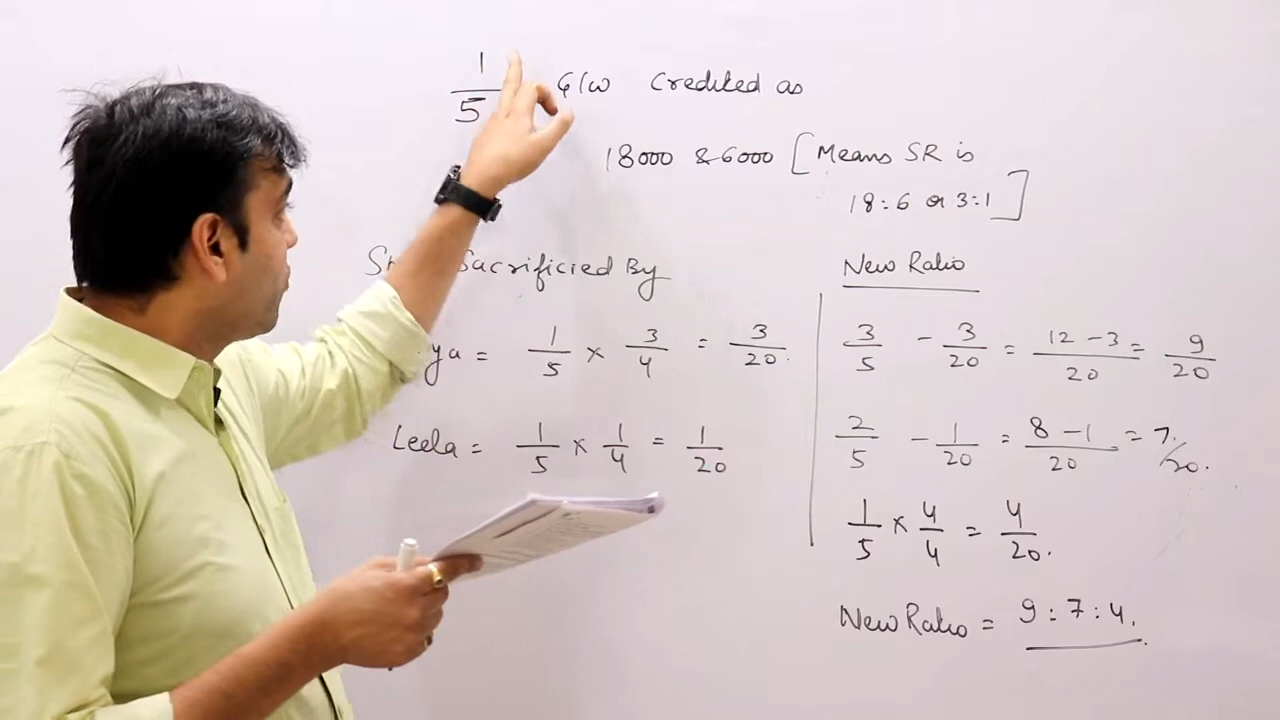 1/5 G/W Credited as
18000 & 6000 [Means SR is
18:6 or 3:1]
Sacrificied By
New Ratio
= 1/5 × 3/4 = 3/20.
3/5 - 3/20 = 12-3/20 = 9/20
Leela = 1/5 × 1/4 = 1/20
2/5 - 1/20 = 8-1/20 = 7/20.
1/5 × 4/4 = 4/20.
New Ratio = 9:7:4.